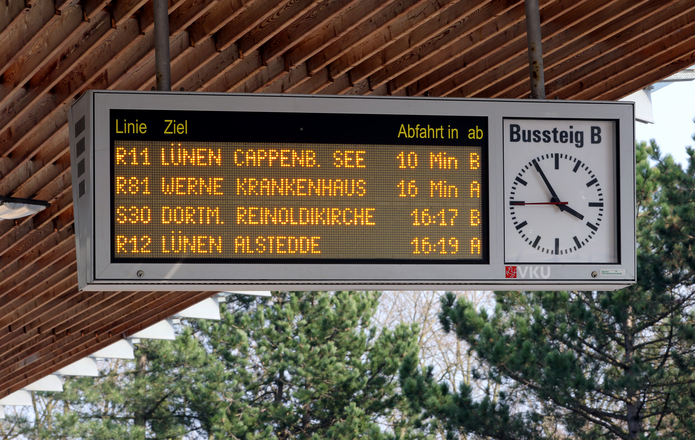 Linie Ziel Abfahrt in ab
R11 LÜNEN CAPPENB. SEE 10 Min B
R81 WERNE KRANKENHAUS 16 Min A
S30 DORTM. REINOLDIKIRCHE 16:17 B
R12 LÜNEN ALSTEDDE 16:19 A
Bussteig B
VKU